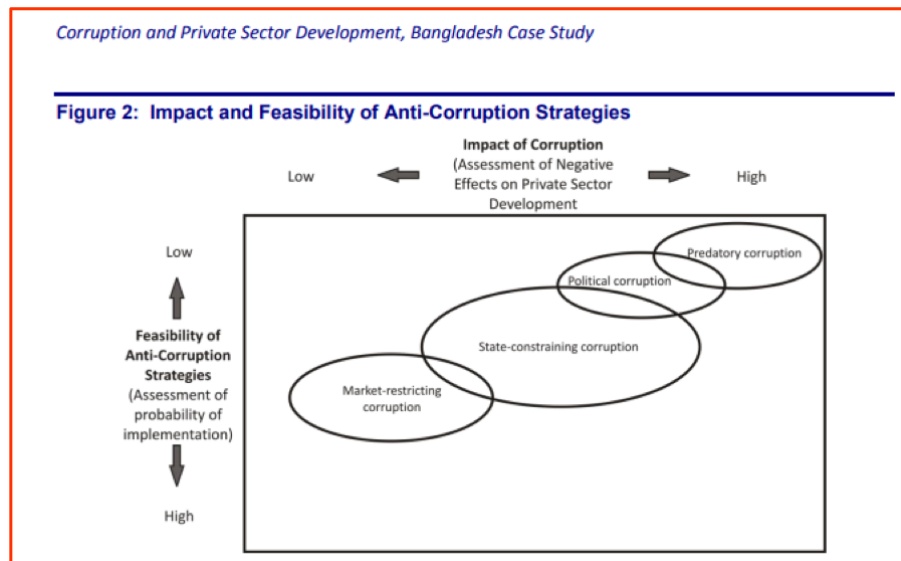 Corruption and Private Sector Development, Bangladesh Case Study
Figure 2: Impact and Feasibility of Anti-Corruption Strategies
Impact of Corruption
(Assessment of Negative
Effects on Private Sector
Development
Low
High
Low
Feasibility of
Anti-Corruption
Strategies
(Assessment of
probability of
implementation)
High
Predatory corruption
Political corruption
State-constraining corruption
Market-restricting
corruption